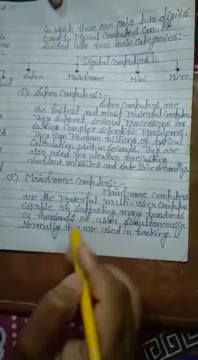 in which there are only two digits
0 and 1. Digital Computers can be
divided into four main categories:-
Digital Computers
Super Mainframe Mini Micro
Super Computers:-
Super Computers are
the fastest and most Powerful Computers
They support several Processors for
Solving Complex Scientific Problems.
They can Perform billions of typical
Calculation within seconds. They are
also used for weather forecasting
missiles and satellite
Mainframe Computers:-
Mainframe Computers
are the Powerful multi-user Computers
Capable of supporting many hundreds
or thousands of users simultaneously
Normally they are used in banking